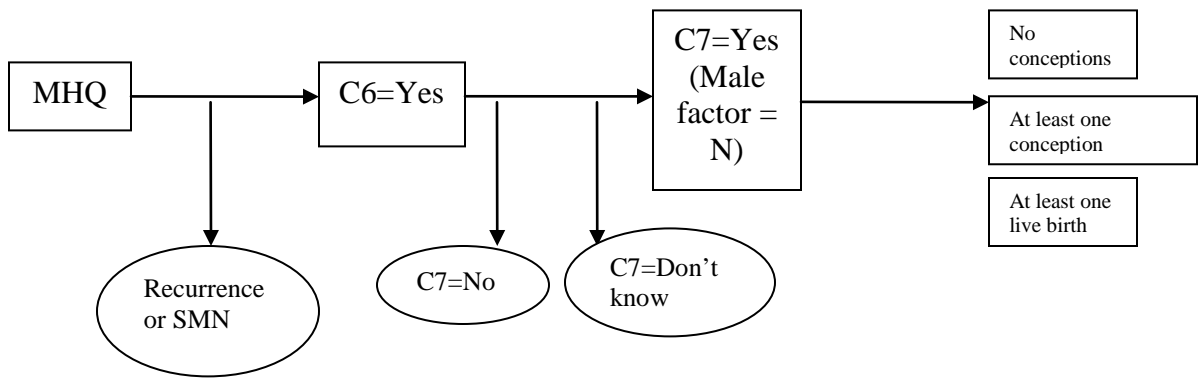 MHQ
C6=Yes
C7=Yes
(Male
factor =
N)
No
conceptions
At least one
conception
At least one
live birth
Recurrence
or SMN
C7=No
C7=Don’t
know